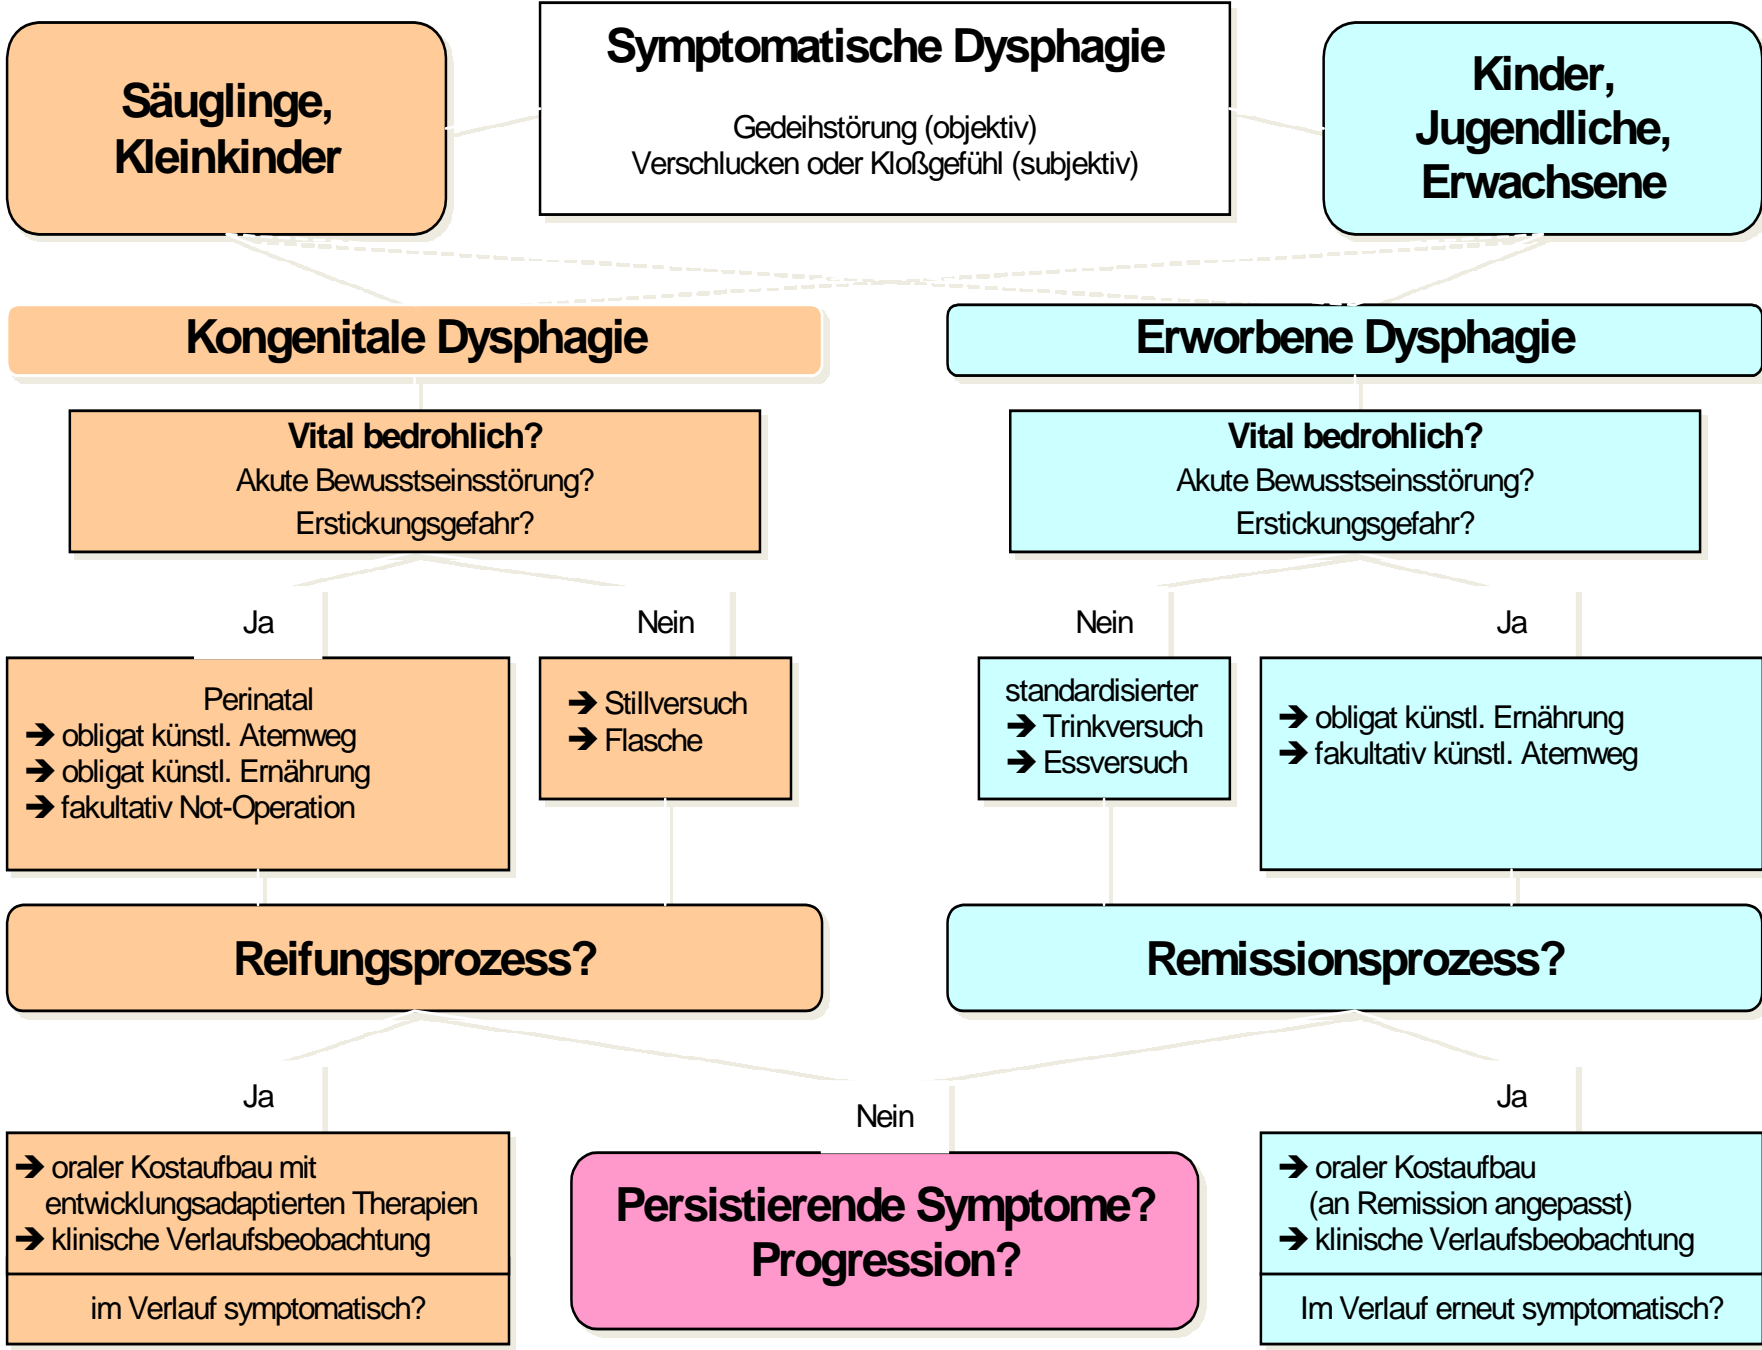 Symptomatische Dysphagie
Gedeihstörung (objektiv)
Verschlucken oder Kloßgefühl (subjektiv)
Säuglinge,
Kleinkinder
Kinder,
Jugendliche,
Erwachsene
Kongenitale Dysphagie
Erworbene Dysphagie
Vital bedrohlich?
Akute Bewusstseinsstörung?
Erstickungsgefahr?
Vital bedrohlich?
Akute Bewusstseinsstörung?
Erstickungsgefahr?
Ja
Nein
Nein
Ja
Perinatal
➔ obligat künstl. Atemweg
➔ obligat künstl. Ernährung
➔ fakultativ Not-Operation
➔ Stillversuch
➔ Flasche
standardisierter
➔ Trinkversuch
➔ Essversuch
➔ obligat künstl. Ernährung
➔ fakultativ künstl. Atemweg
Reifungsprozess?
Remissionsprozess?
Ja
Nein
Ja
➔ oraler Kostaufbau mit
entwicklungsadaptierten Therapien
➔ klinische Verlaufsbeobachtung
im Verlauf symptomatisch?
Persistierende Symptome?
Progression?
➔ oraler Kostaufbau
(an Remission angepasst)
➔ klinische Verlaufsbeobachtung
Im Verlauf erneut symptomatisch?